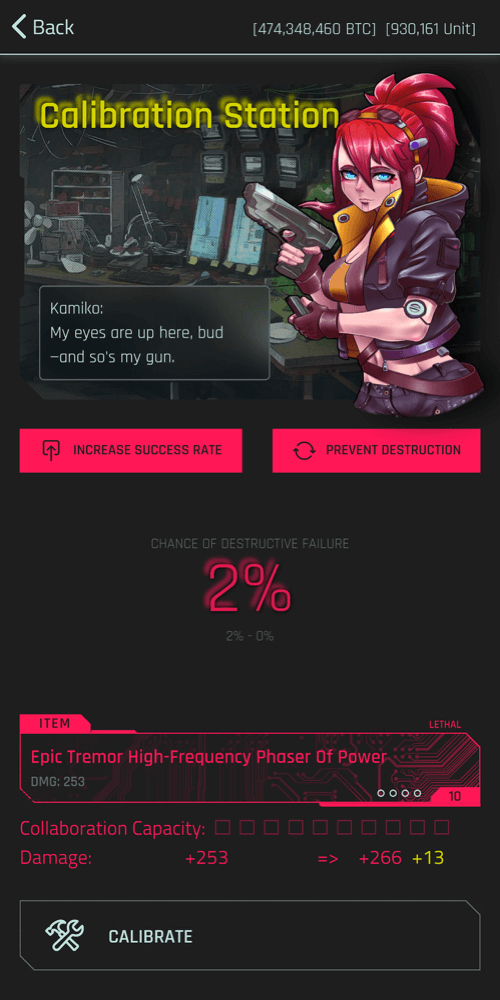 Back
[474,348,450 BTC] [930,161 Unit]
Calibration Station
Kamiko:
My eyes are up here, bud
—and so's my gun.
INCREASE SUCCESS RATE
PREVENT DESTRUCTION
CHANCE OF DESTRUCTIVE FAILURE
2%
2% - 0%
ITEM
LETHAL
Epic Tremor High-Frequency Phaser Of Power
DMG: 253
10
Collaboration Capacity:
Damage: +253 => +266 +13
CALIBRATE